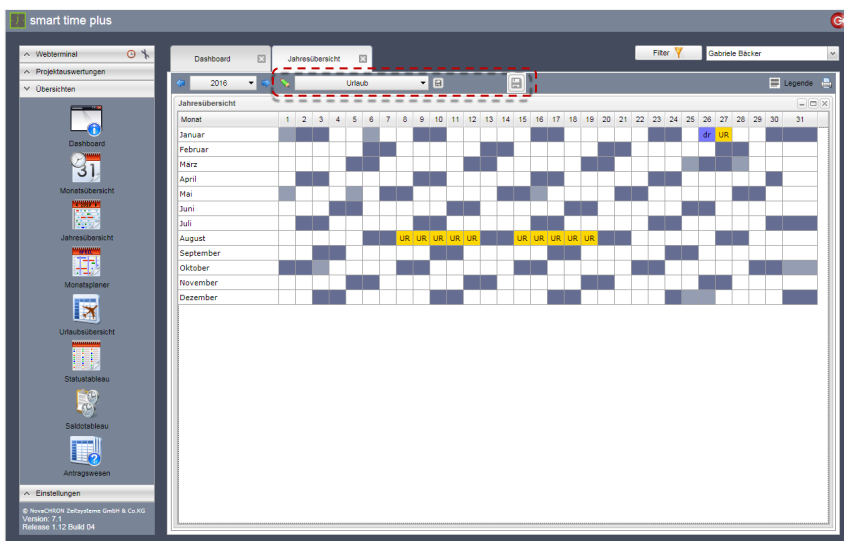 smart time plus
Webterminal
Projektauswertungen
Übersichten
Dashboard
31
Monatsübersicht
Jahresübersicht
Monatsplaner
Urlaubsübersicht
Statustableau
Saldotableau
Antragswesen
Einstellungen
© NovaCHRON Zeitsysteme GmbH & Co.KG
Version: 7.1
Release 1.12 Build 04
Dashboard Jahresübersicht Filter Gabriele Bäcker
2016 Urlaub Legende
Jahresübersicht
Monat 1 2 3 4 5 6 7 8 9 10 11 12 13 14 15 16 17 18 19 20 21 22 23 24 25 26 27 28 29 30 31
Januar dr UR
Februar
März
April
Mai
Juni
Juli
August UR UR UR UR UR UR UR UR UR UR
September
Oktober
November
Dezember